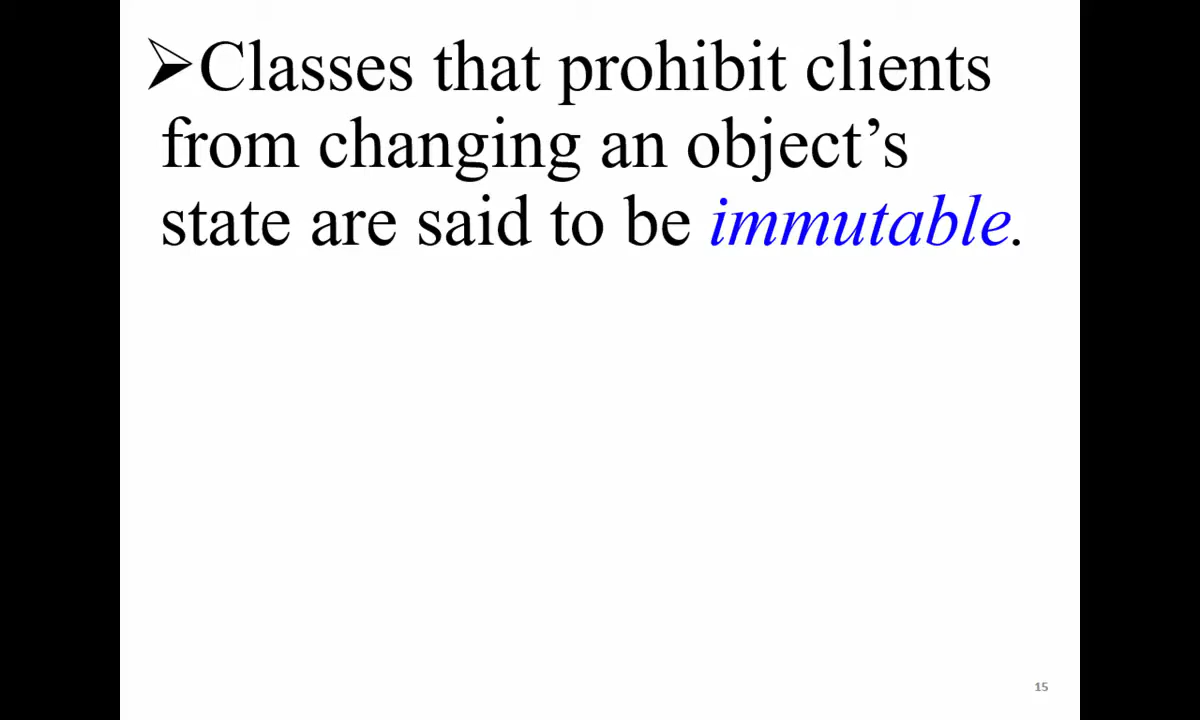 ➢Classes that prohibit clients
from changing an object’s
state are said to be immutable.
15